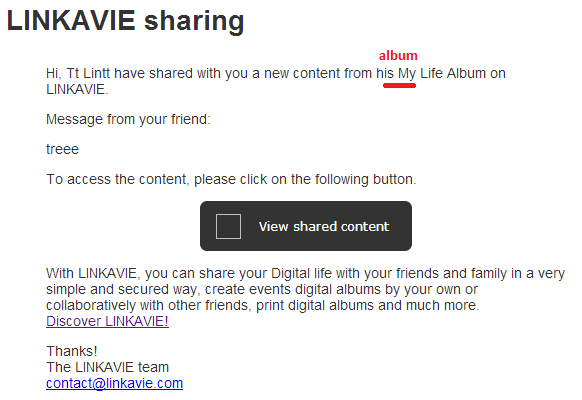 LINKAVIE sharing
album
Hi, Tt Lintt have shared with you a new content from his My Life Album on
LINKAVIE.
Message from your friend:
treee
To access the content, please click on the following button.
View shared content
With LINKAVIE, you can share your Digital life with your friends and family in a very
simple and secured way, create events digital albums by your own or
collaboratively with other friends, print digital albums and much more.
Discover LINKAVIE!
Thanks!
The LINKAVIE team
contact@linkavie.com